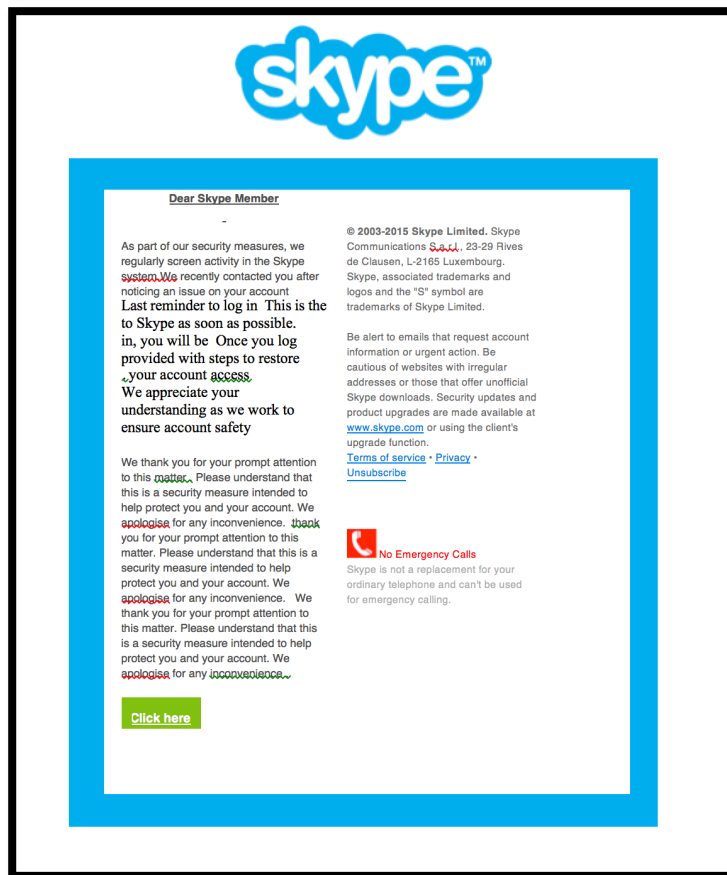 skype™
Dear Skype Member
-
As part of our security measures, we
regularly screen activity in the Skype
system.We recently contacted you after
noticing an issue on your account
Last reminder to log in  This is the
to Skype as soon as possible.
in, you will be  Once you log
provided with steps to restore
.your account access
We appreciate your
understanding as we work to
ensure account safety
We thank you for your prompt attention
to this matter.  Please understand that
this is a security measure intended to
help protect you and your account. We
apologise for any inconvenience.  thank
you for your prompt attention to this
matter. Please understand that this is a
security measure intended to help
protect you and your account. We
apologise for any inconvenience.   We
thank you for your prompt attention to
this matter. Please understand that this
is a security measure intended to help
protect you and your account. We
apologise for any inconvenience..
Click here
© 2003-2015 Skype Limited. Skype
Communications S.a.r.l., 23-29 Rives
de Clausen, L-2165 Luxembourg.
Skype, associated trademarks and
logos and the "S" symbol are
trademarks of Skype Limited.
Be alert to emails that request account
information or urgent action. Be
cautious of websites with irregular
addresses or those that offer unofficial
Skype downloads. Security updates and
product upgrades are made available at
www.skype.com or using the client's
upgrade function.
Terms of service • Privacy •
Unsubscribe
No Emergency Calls
Skype is not a replacement for your
ordinary telephone and can't be used
for emergency calling.